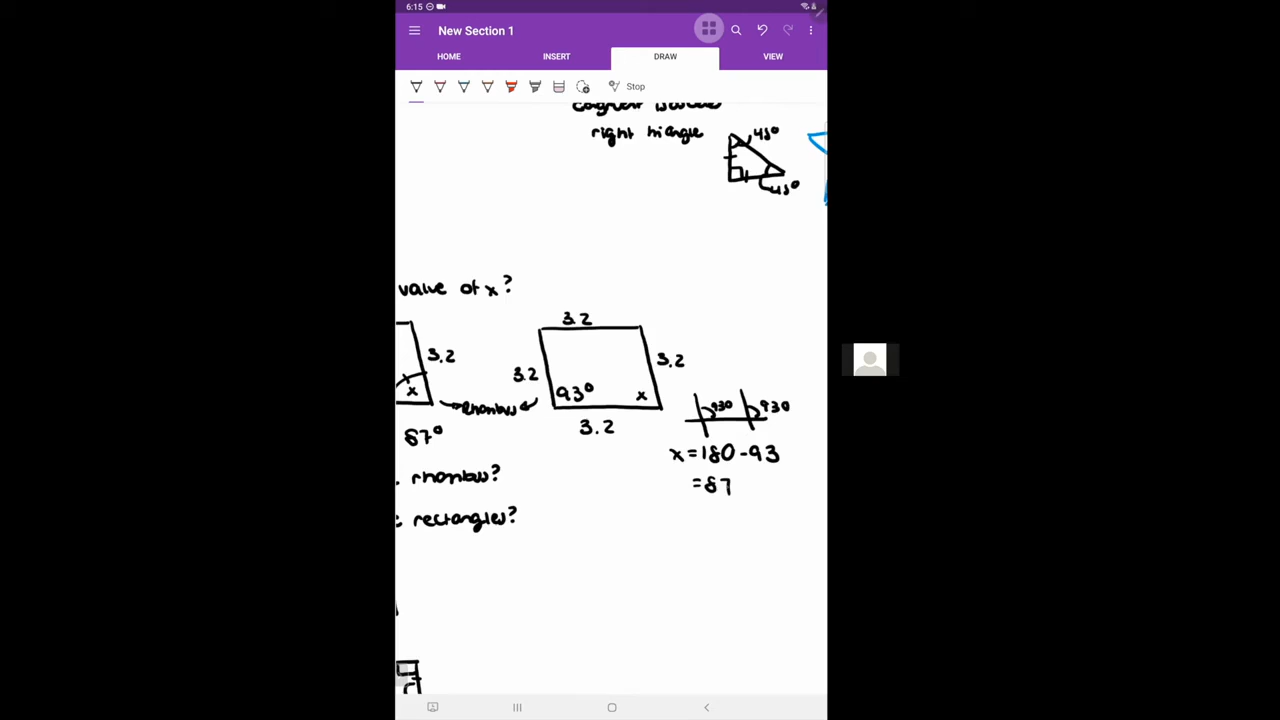 6:15
New Section 1
HOME INSERT DRAW VIEW
Stop
right triangle
45°
45°
value of x?
3.2
3.2
x
Rhombus
87°
3.2
3.2
3.2
93°
x
3.2
93° 93°
x = 180 - 93
= 87
rhombus?
rectangles?